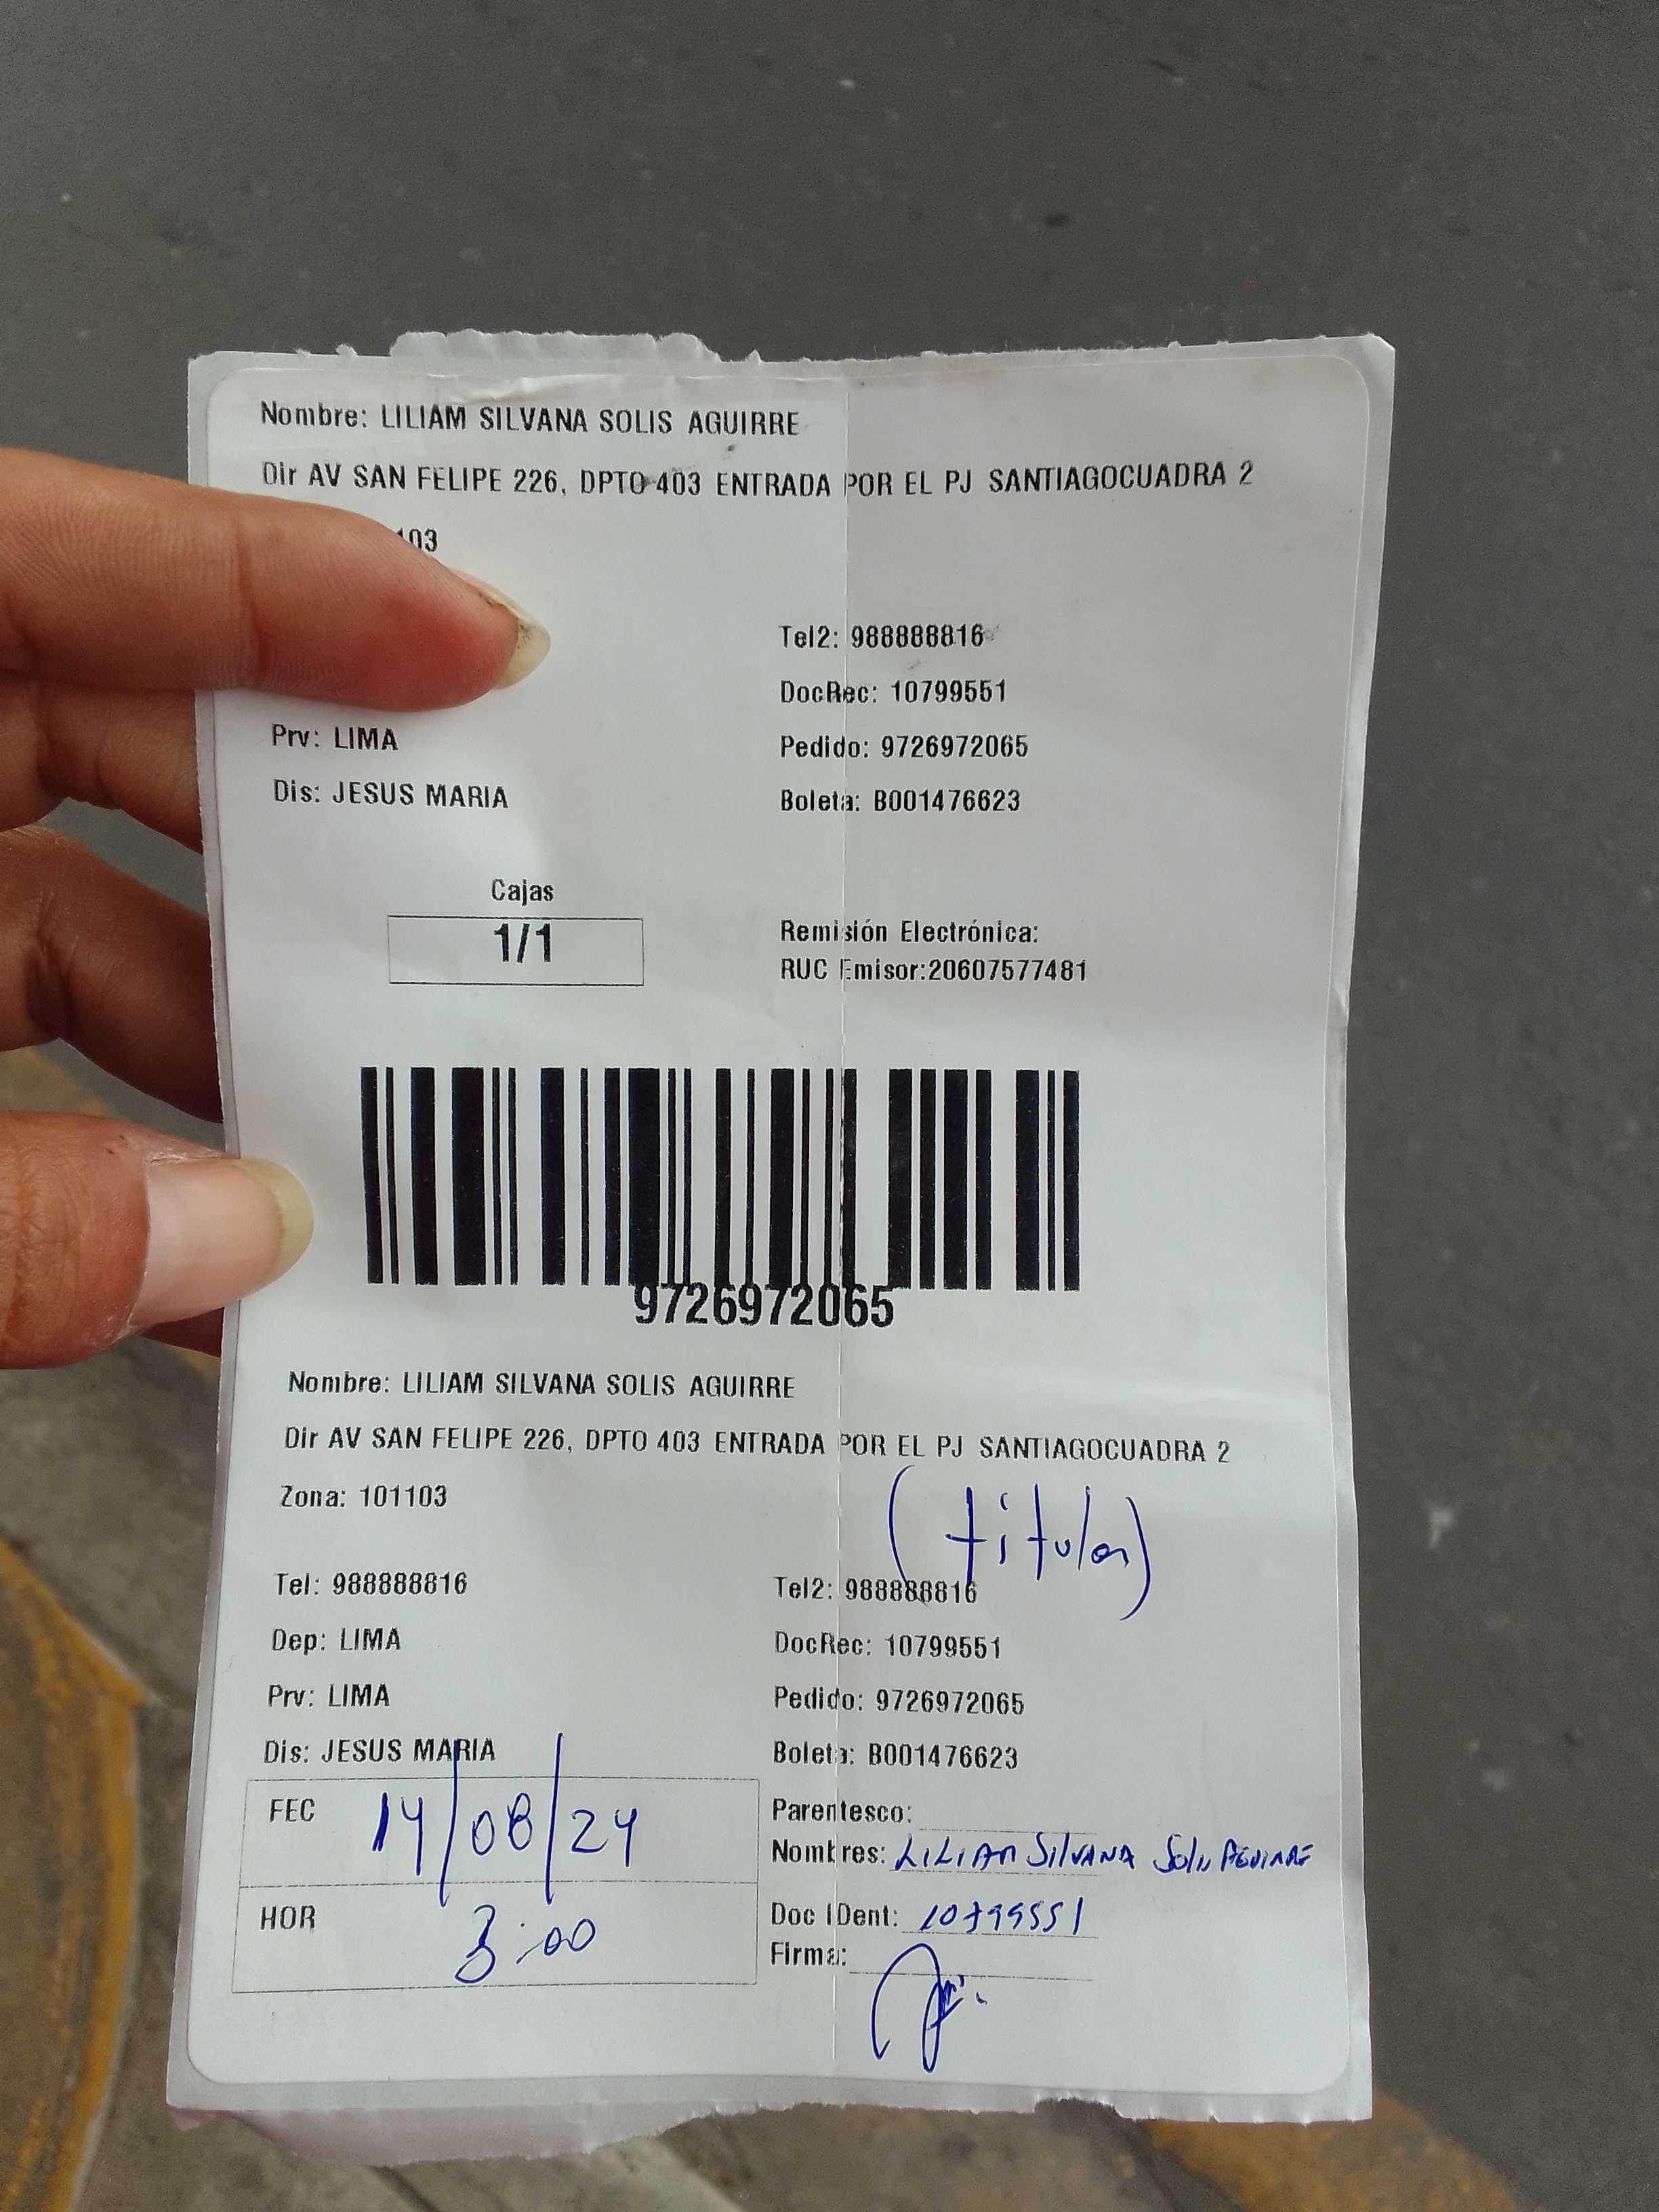 Nombre: LILIAM SILVANA SOLIS AGUIRRE
Dir AV SAN FELIPE 226, DPTO 403 ENTRADA POR EL PJ SANTIAGOCUADRA 2
103
Tel2: 988888816
DocRec: 10799551
Prv: LIMA Pedido: 9726972065
Dis: JESUS MARIA Boleta: B001476623
Cajas
1/1
Remisión Electrónica:
RUC Emisor:20607577481
9726972065
Nombre: LILIAM SILVANA SOLIS AGUIRRE
Dir AV SAN FELIPE 226, DPTO 403 ENTRADA POR EL PJ SANTIAGOCUADRA 2
Zona: 101103
(titular)
Tel: 988888816 Tel2: 988888816
Dep: LIMA DocRec: 10799551
Prv: LIMA Pedido: 9726972065
Dis: JESUS MARIA Boleta: B001476623
FEC 14/08/24 Parentesco:
Nombres: LILIAM SILVANA Solis AGUIRRE
HOR 3:00 Doc IDent: 10799551
Firma: